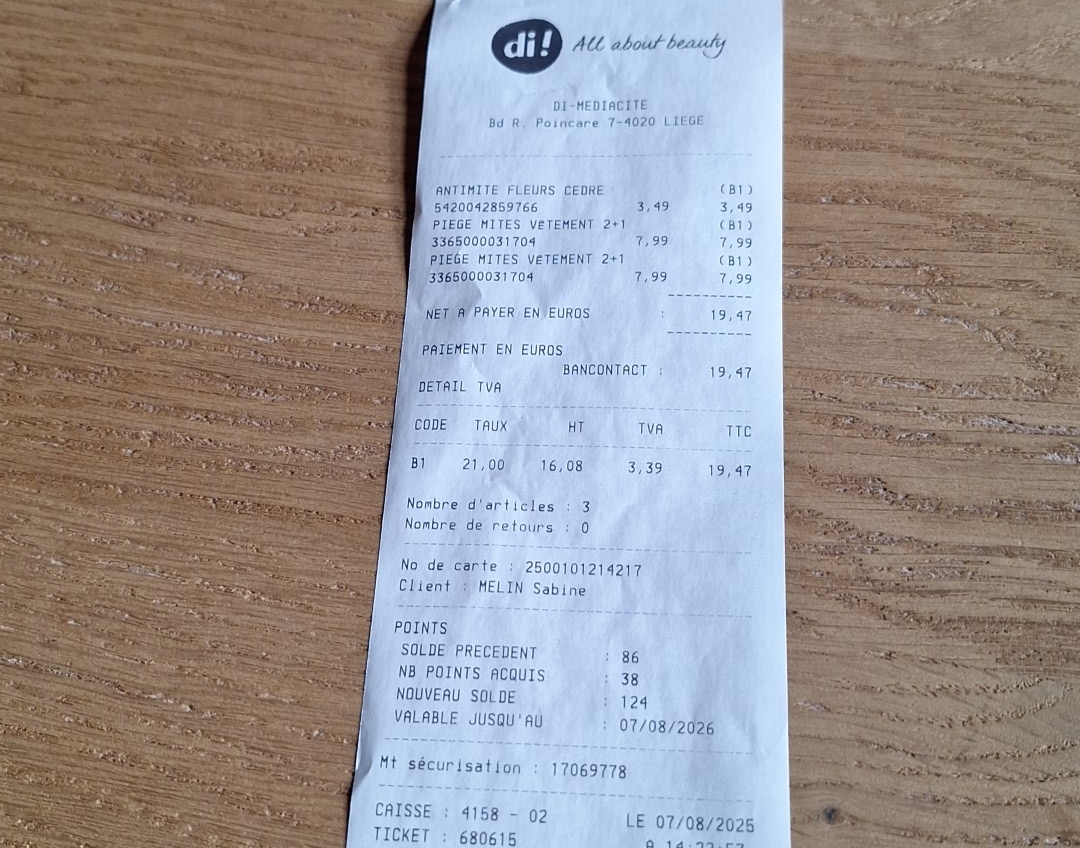 di! All about beauty
DI-MEDIACITE
Bd R. Poincare 7-4020 LIEGE
ANTIMITE FLEURS CEDRE (B1)
5420042859766 3,49 3,49
PIEGE MITES VÊTEMENT 2+1 (B1)
3365000031704 7,99 7,99
PIEGE MITES VÊTEMENT 2+1 (B1)
3365000031704 7,99 7,99
NET A PAYER EN EUROS : 19,47
PAIEMENT EN EUROS
BANCONTACT : 19,47
DETAIL TVA
CODE TAUX HT TVA TTC
B1 21,00 16,08 3,39 19,47
Nombre d'articles : 3
Nombre de retours : 0
No de carte : 2500101214217
Client : MELIN Sabine
POINTS
SOLDE PRECEDENT : 86
NB POINTS ACQUIS : 38
NOUVEAU SOLDE : 124
VALABLE JUSQU'AU : 07/08/2026
Mt sécurisation : 17069778
CAISSE : 4158 - 02 LE 07/08/2025
TICKET : 680615 A